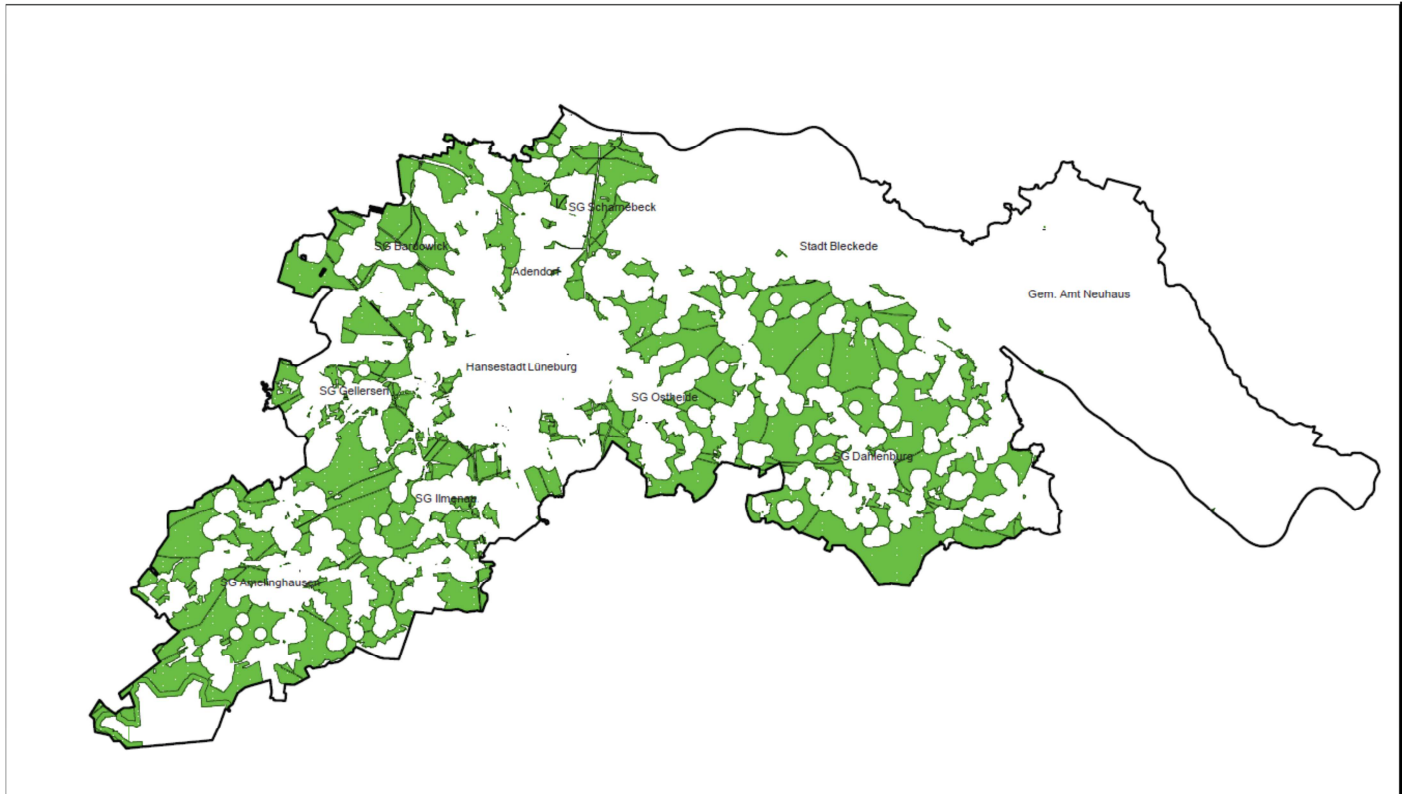 SG Scharnebeck
SG Bardowick
Stadt Bleckede
Adendorf
Gem. Amt Neuhaus
Hansestadt Lüneburg
SG Gellersen
SG Ostheide
SG Dahlenburg
SG Ilmenau
SG Amelinghausen